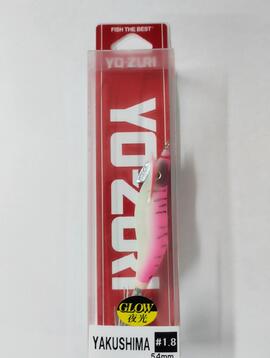 FISH THE BEST
YO-ZURI
YO-ZURI
GLOW
夜光
YAKUSHIMA #1.8
54mm